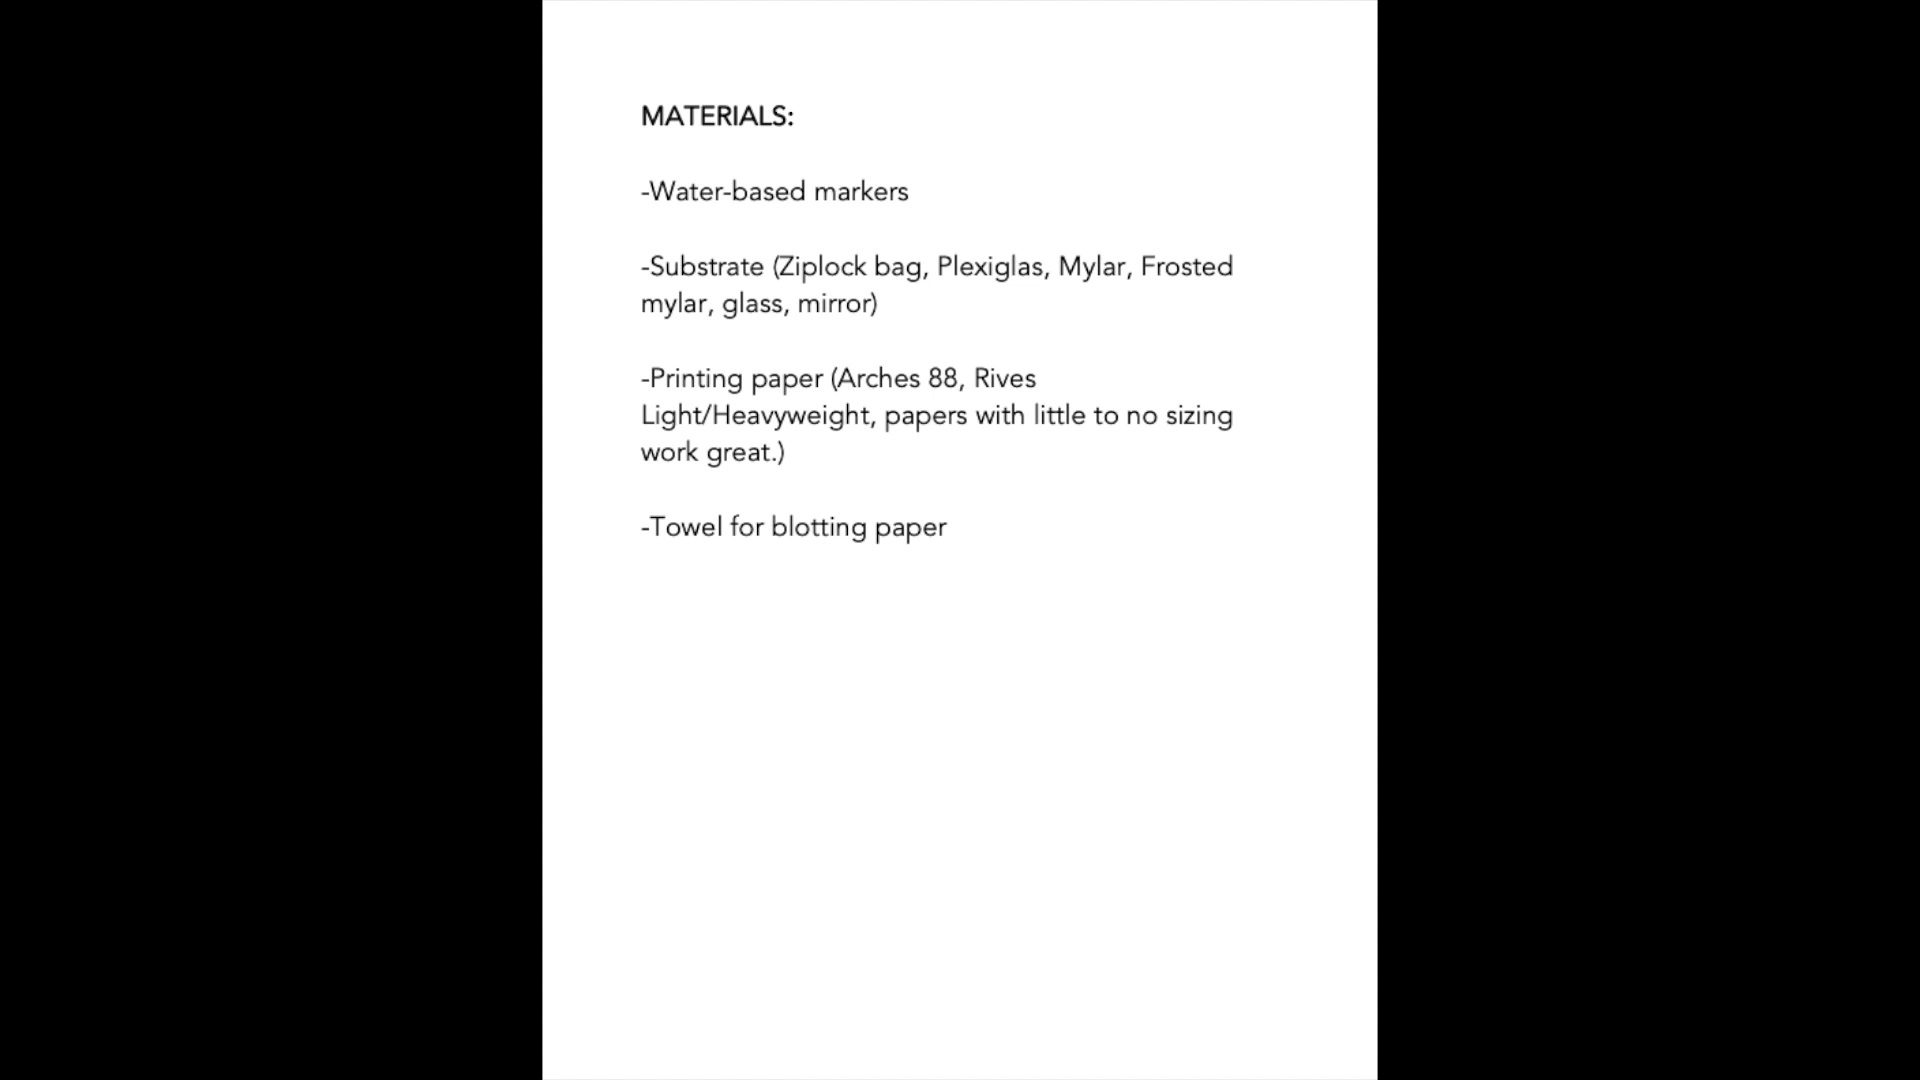 MATERIALS:
-Water-based markers
-Substrate (Ziplock bag, Plexiglas, Mylar, Frosted
mylar, glass, mirror)
-Printing paper (Arches 88, Rives
Light/Heavyweight, papers with little to no sizing
work great.)
-Towel for blotting paper